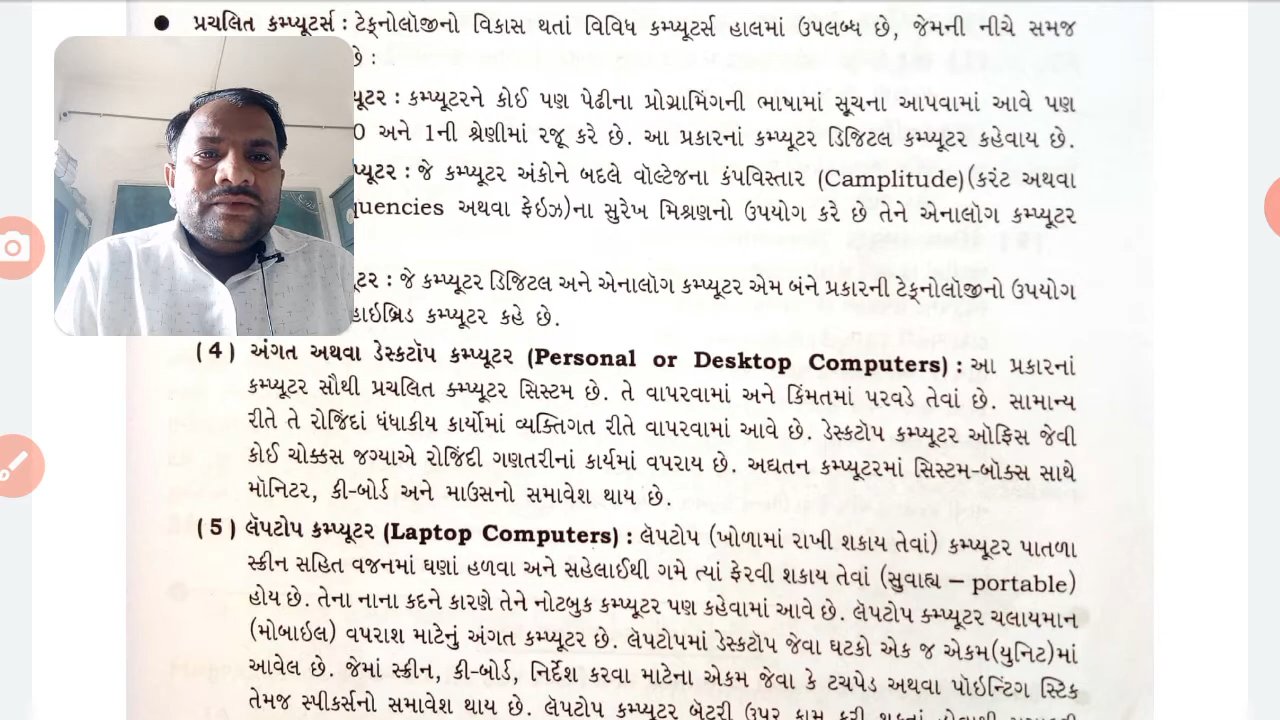 ● પ્રચલિત કમ્પ્યૂટર્સ : ટેક્નોલૉજીનો વિકાસ થતાં વિવિધ કમ્પ્યૂટર્સ હાલમાં ઉપલબ્ધ છે, જેમની નીચે સમજ
છે :
યૂટર : કમ્પ્યૂટરને કોઈ પણ પેઢીના પ્રોગ્રામિંગની ભાષામાં સૂચના આપવામાં આવે પણ
0 અને 1ની શ્રેણીમાં રજૂ કરે છે. આ પ્રકારનાં કમ્પ્યૂટર ડિજિટલ કમ્પ્યૂટર કહેવાય છે.
પ્યૂટર : જે કમ્પ્યૂટર અંકોને બદલે વૉલ્ટેજના કંપવિસ્તાર (Camplitude)(કરંટ અથવા
quencies અથવા ફેઇઝ)ના સુરેખ મિશ્રણનો ઉપયોગ કરે છે તેને એનાલૉગ કમ્પ્યૂટર
ટર : જે કમ્પ્યૂટર ડિજિટલ અને એનાલૉગ કમ્પ્યૂટર એમ બંને પ્રકારની ટેક્નોલૉજીનો ઉપયોગ
હાઇબ્રિડ કમ્પ્યૂટર કહે છે.
(4) અંગત અથવા ડેસ્કટૉપ કમ્પ્યૂટર (Personal or Desktop Computers) : આ પ્રકારનાં
કમ્પ્યૂટર સૌથી પ્રચલિત ક્મ્પ્યૂટર સિસ્ટમ છે. તે વાપરવામાં અને કિંમતમાં પરવડે તેવાં છે. સામાન્ય
રીતે તે રોજિંદાં ધંધાકીય કાર્યોમાં વ્યક્તિગત રીતે વાપરવામાં આવે છે. ડેસ્કટૉપ કમ્પ્યૂટર ઑફિસ જેવી
કોઈ ચોક્કસ જગ્યાએ રોજિંદી ગણતરીનાં કાર્યમાં વપરાય છે. અદ્યતન કમ્પ્યૂટરમાં સિસ્ટમ-બૉક્સ સાથે
મૉનિટર, કી-બોર્ડ અને માઉસનો સમાવેશ થાય છે.
(5) લૅપટોપ કમ્પ્યૂટર (Laptop Computers) : લૅપટોપ (ખોળામાં રાખી શકાય તેવાં) કમ્પ્યૂટર પાતળા
સ્ક્રીન સહિત વજનમાં ઘણાં હળવા અને સહેલાઈથી ગમે ત્યાં ફેરવી શકાય તેવાં (સુવાહ્ય – portable)
હોય છે. તેના નાના કદને કારણે તેને નોટબુક કમ્પ્યૂટર પણ કહેવામાં આવે છે. લૅપટોપ કમ્પ્યૂટર ચલાયમાન
(મોબાઇલ) વપરાશ માટેનું અંગત કમ્પ્યૂટર છે. લૅપટોપમાં ડેસ્કટૉપ જેવા ઘટકો એક જ એકમ(યુનિટ)માં
આવેલ છે. જેમાં સ્ક્રીન, કી-બોર્ડ, નિર્દેશ કરવા માટેના એકમ જેવા કે ટચપેડ અથવા પૉઇન્ટિંગ સ્ટિક
તેમજ સ્પીકર્સનો સમાવેશ થાય છે. લૅપટોપ કમ્પ્યૂટર બૅટરી ઉપર કામ કરી